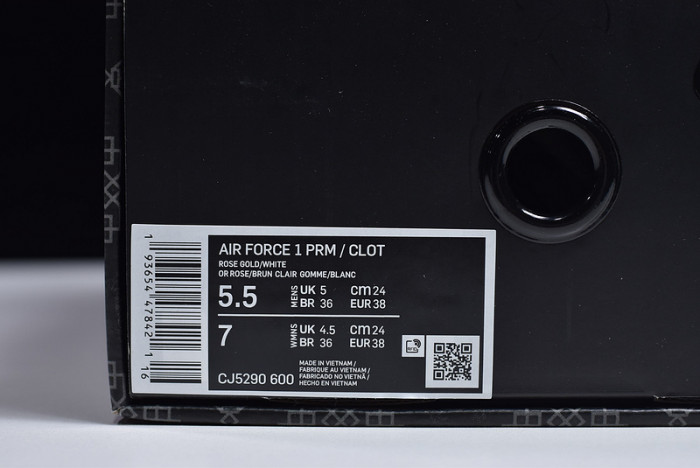 AIR FORCE 1 PRM / CLOT
ROSE GOLD/WHITE
OR ROSE/BRUN CLAIR GOMME/BLANC
5.5 MENS UK 5 CM 24
BR 36 EUR 38
7 WMNS UK 4.5 CM 24
BR 36 EUR 38
CJ5290 600
MADE IN VIETNAM /
FABRIQUE AU VIETNAM /
FABRICADO NO VIETNÃ /
HECHO EN VIETNAM
1 93654 47842 1 16